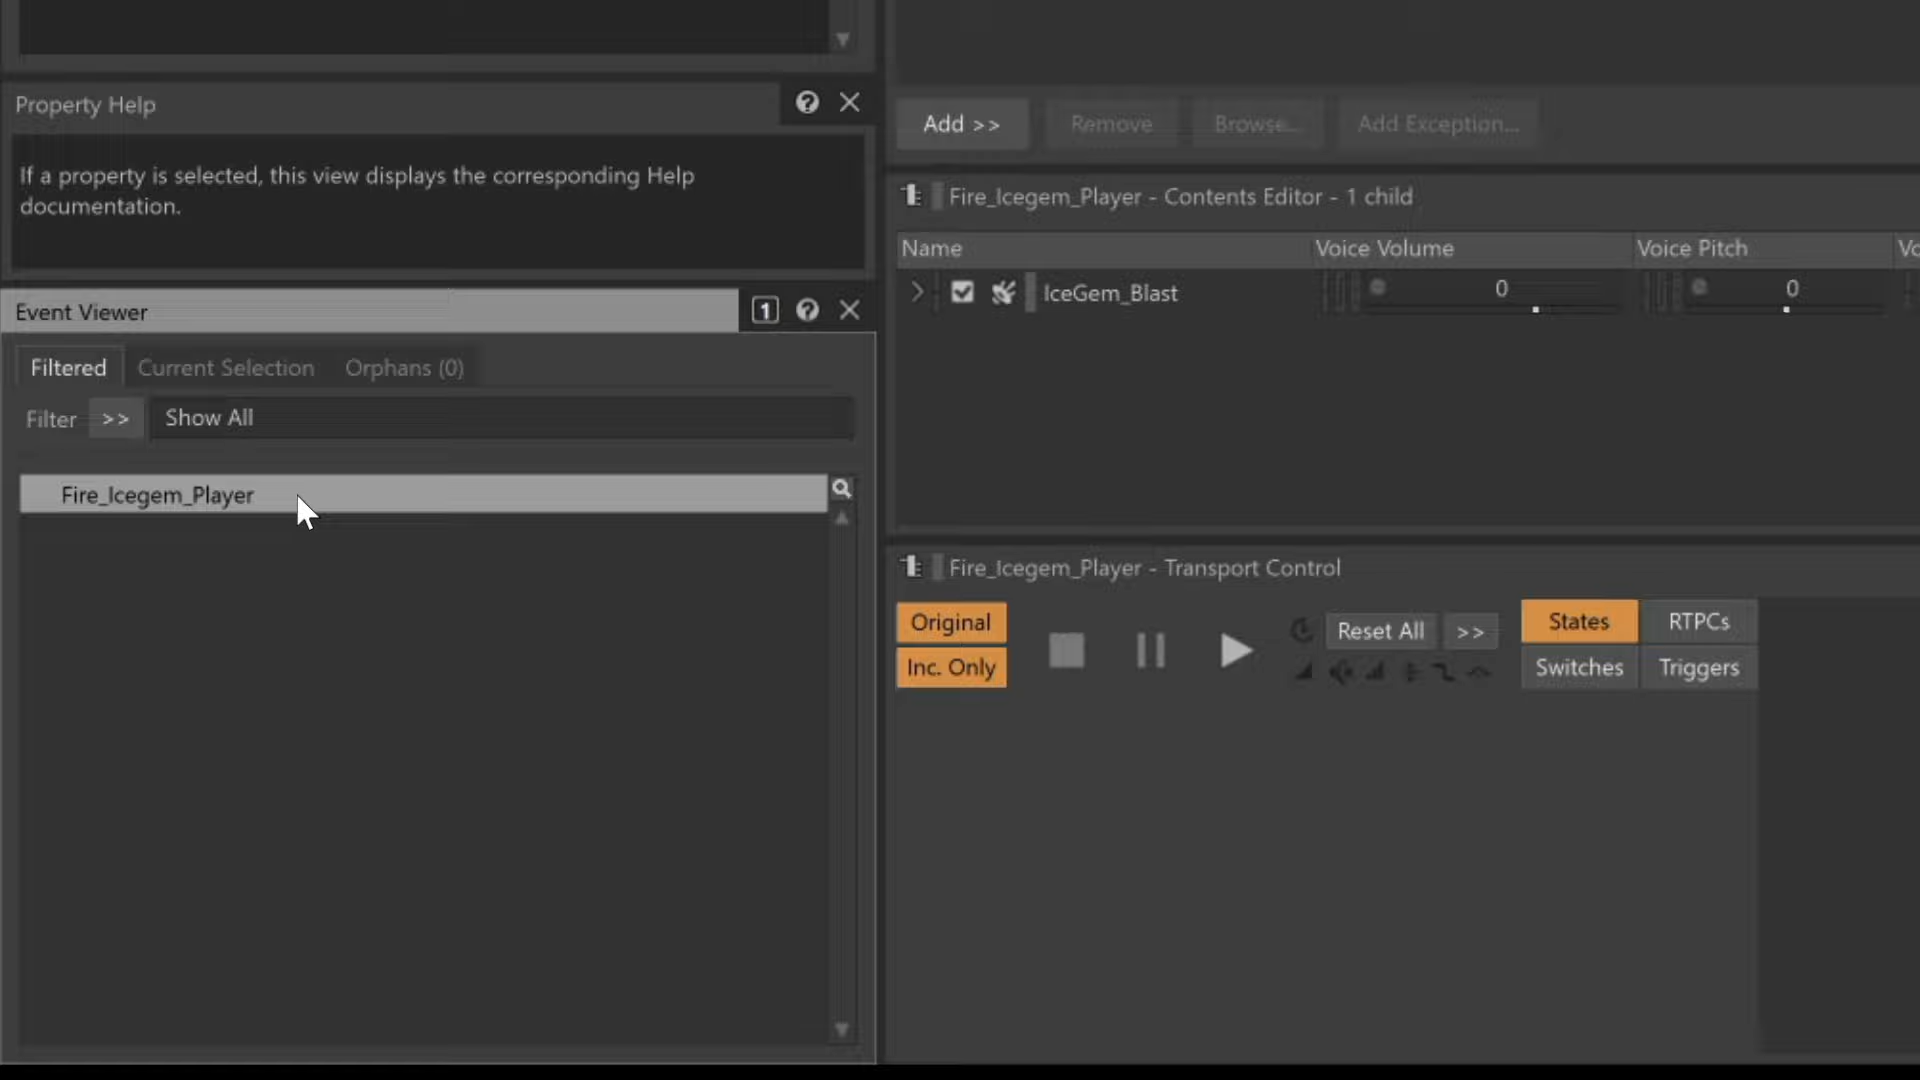 Property Help
If a property is selected, this view displays the corresponding Help
documentation.
Event Viewer
1
Filtered
Current Selection
Orphans (0)
Filter
>>
Show All
Fire_Icegem_Player
Add >>
Remove
Browse...
Add Exception...
Fire_Icegem_Player - Contents Editor - 1 child
Name
Voice Volume
Voice Pitch
Vo
IceGem_Blast
0
0
Fire_Icegem_Player - Transport Control
Original
Inc. Only
Reset All
>>
States
RTPCs
Switches
Triggers